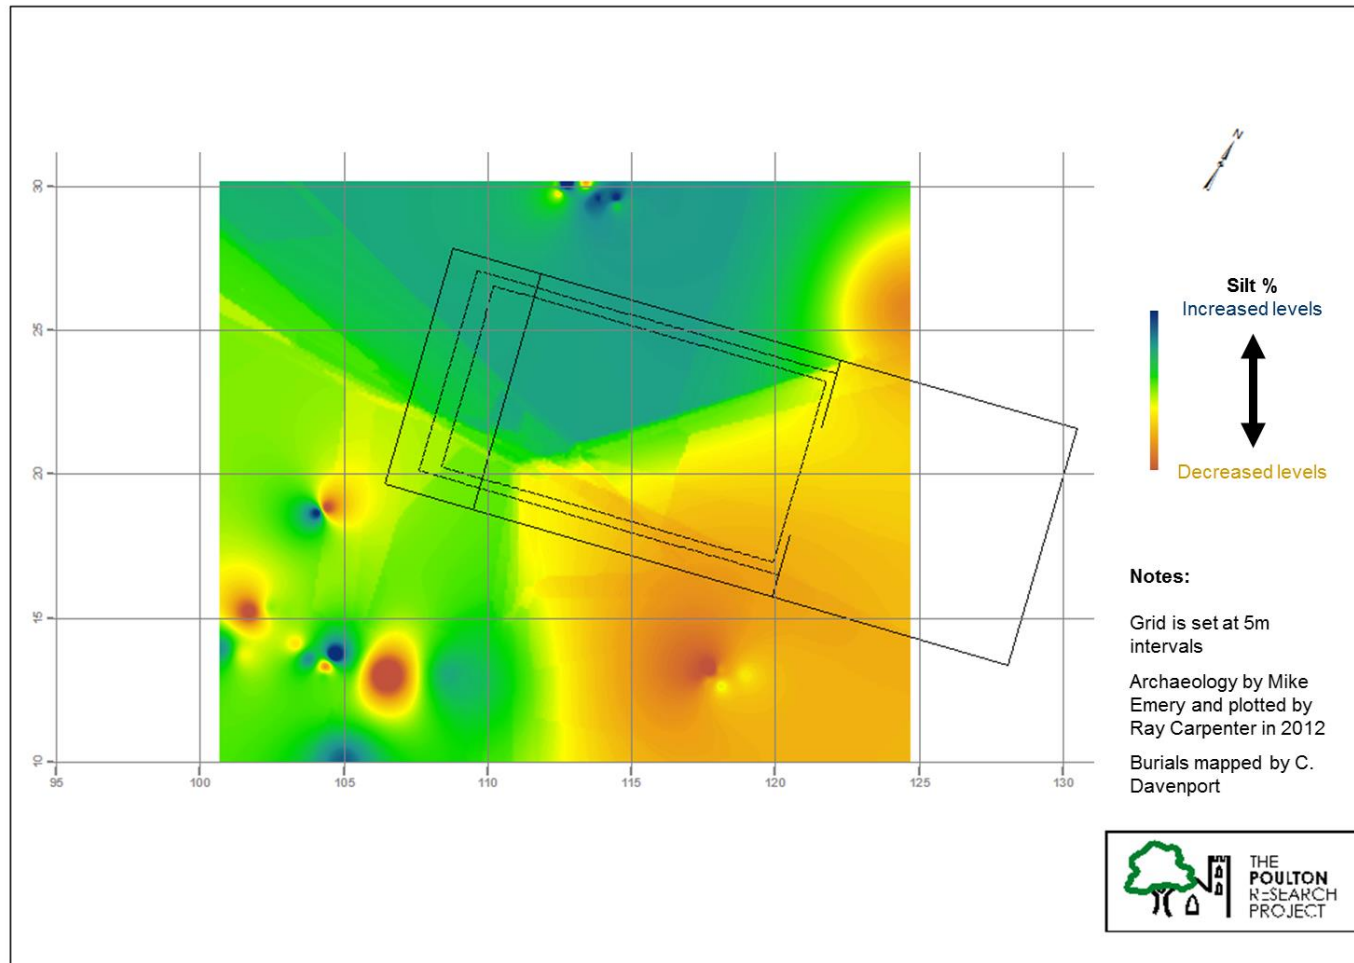 N
30
25
20
15
10
95
100
105
110
115
120
125
130
Silt %
Increased levels
Decreased levels
Notes:
Grid is set at 5m
intervals
Archaeology by Mike
Emery and plotted by
Ray Carpenter in 2012
Burials mapped by C.
Davenport
THE
POULTON
RESEARCH
PROJECT